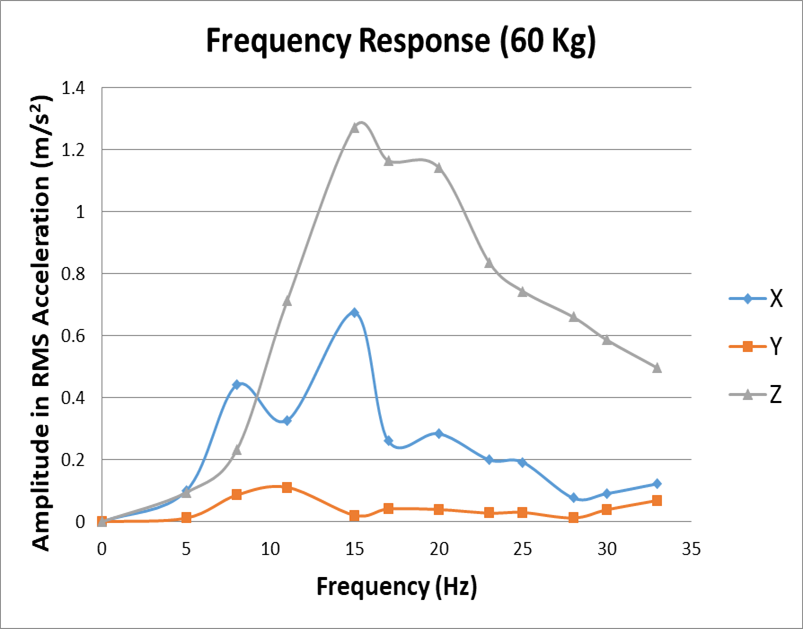 Frequency Response (60 Kg)
Amplitude in RMS Acceleration (m/s²)
1.4
1.2
1
0.8
0.6
0.4
0.2
0
0 5 10 15 20 25 30 35
Frequency (Hz)
X
Y
Z